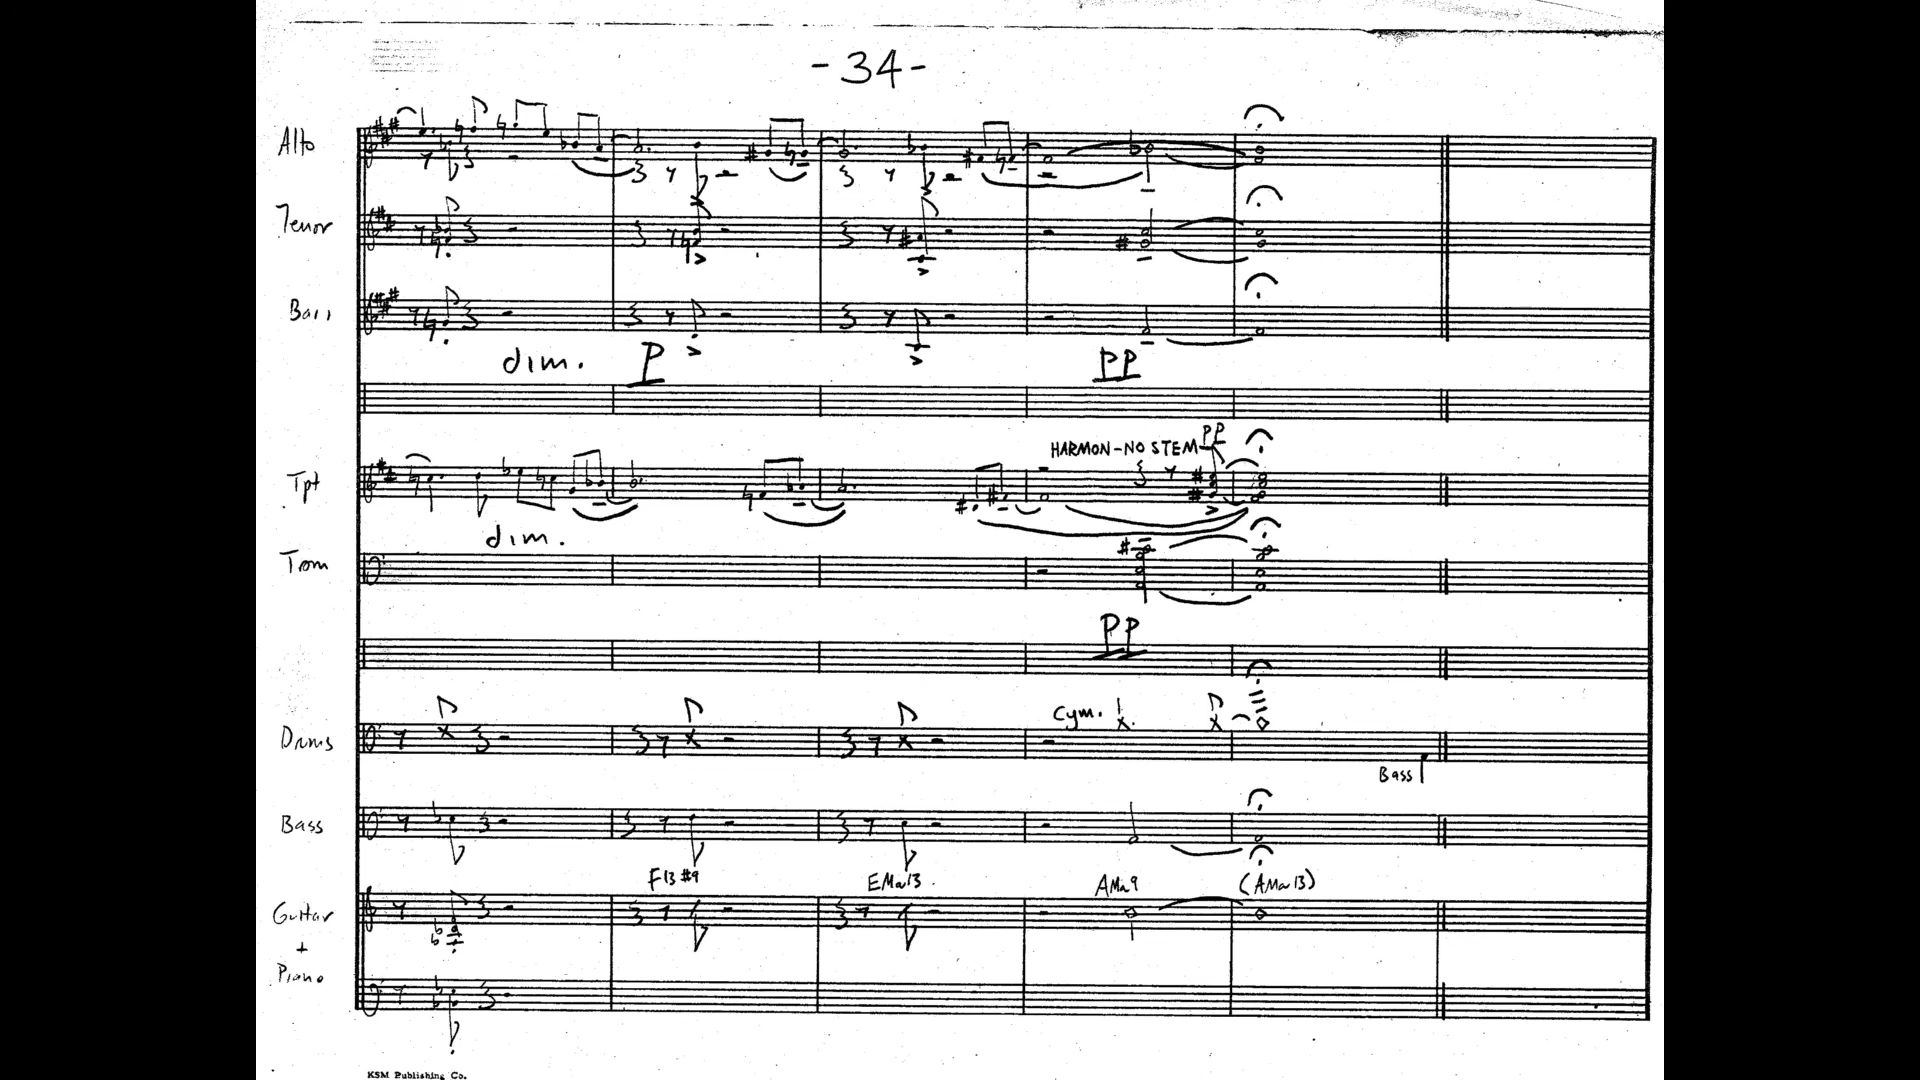 - 34 -
Alto
Tenor
Bari
dim. P PP
HARMON-NO STEM PP
Tpt
dim.
Trom
PP
Cym.
Drums
Bass
Bass
F13 #9 EMa13 AMa9 (AMa13)
Guitar
+
Piano
KSM Publishing Co.